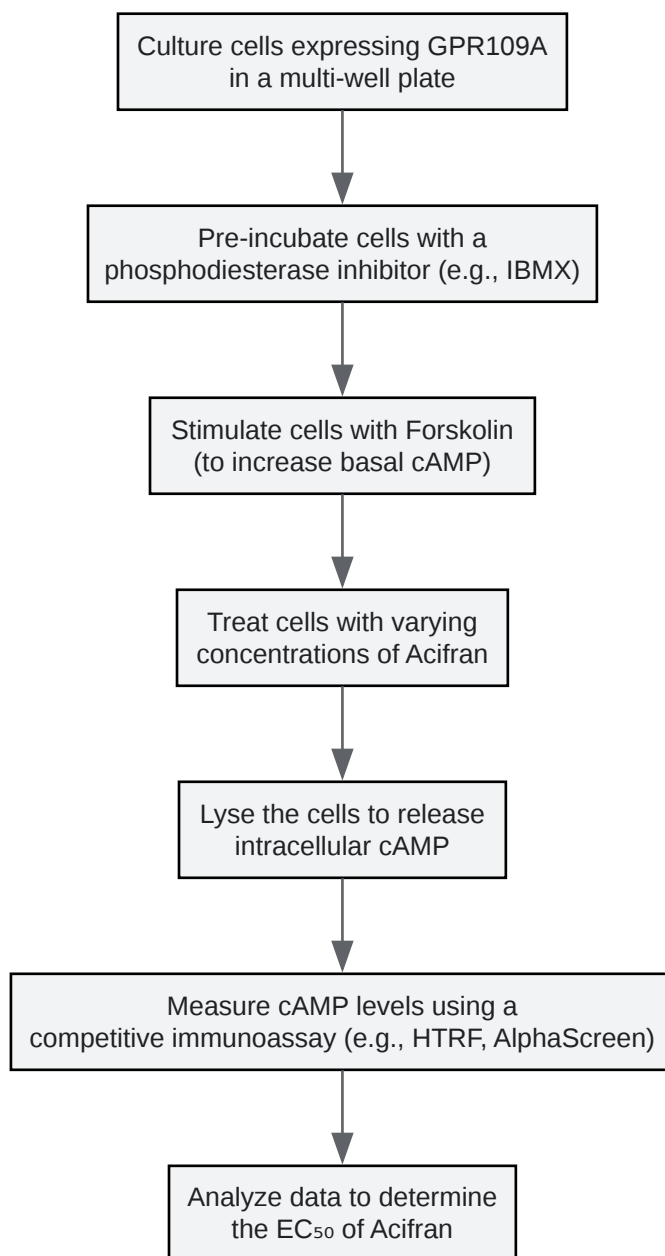 Culture cells expressing GPR109A
in a multi-well plate
Pre-incubate cells with a
phosphodiesterase inhibitor (e.g., IBMX)
Stimulate cells with Forskolin
(to increase basal cAMP)
Treat cells with varying
concentrations of Acifran
Lyse the cells to release
intracellular cAMP
Measure cAMP levels using a
competitive immunoassay (e.g., HTRF, AlphaScreen)
Analyze data to determine
the EC₅₀ of Acifran